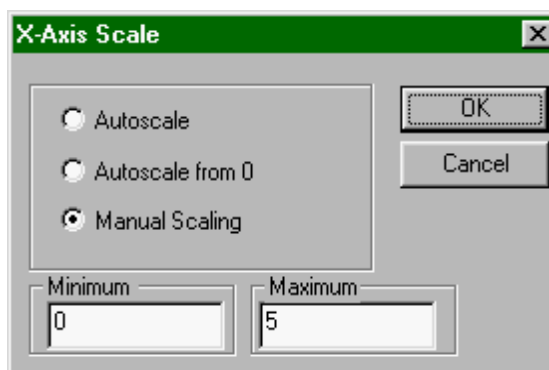 X-Axis Scale
Autoscale
Autoscale from 0
Manual Scaling
OK
Cancel
Minimum
0
Maximum
5